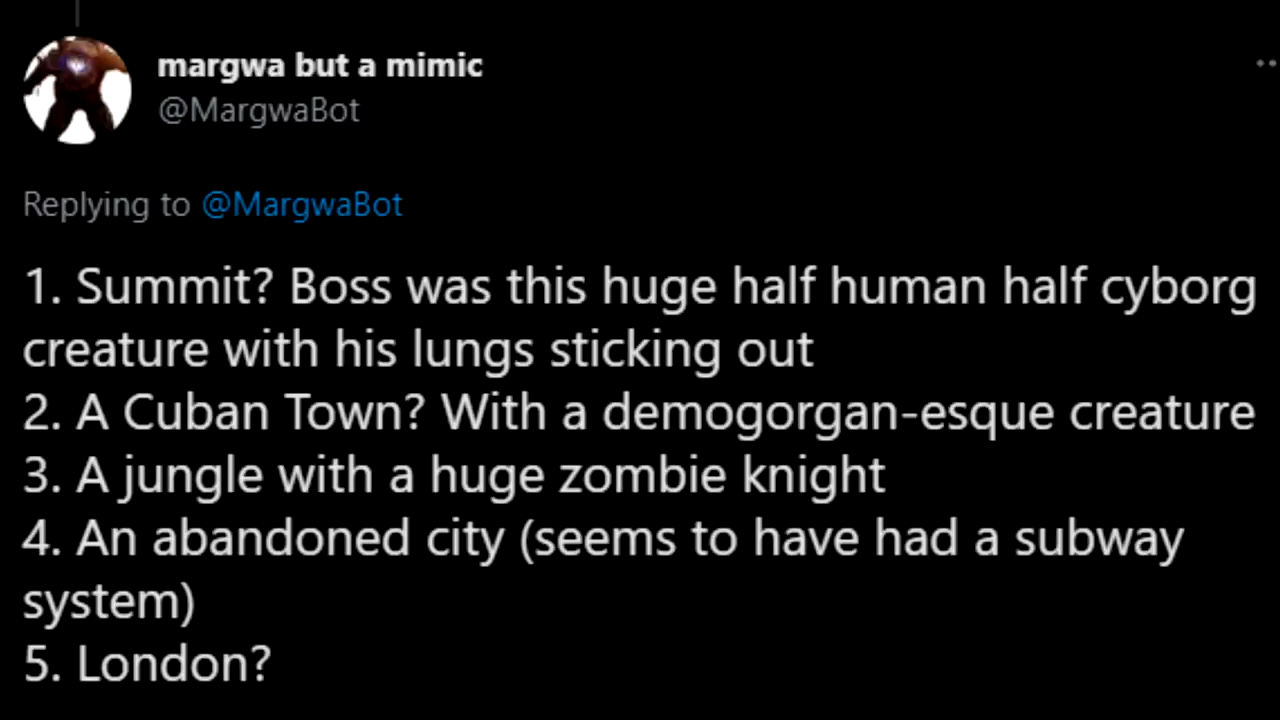 margwa but a mimic
@MargwaBot
Replying to @MargwaBot
1. Summit? Boss was this huge half human half cyborg
creature with his lungs sticking out
2. A Cuban Town? With a demogorgan-esque creature
3. A jungle with a huge zombie knight
4. An abandoned city (seems to have had a subway
system)
5. London?